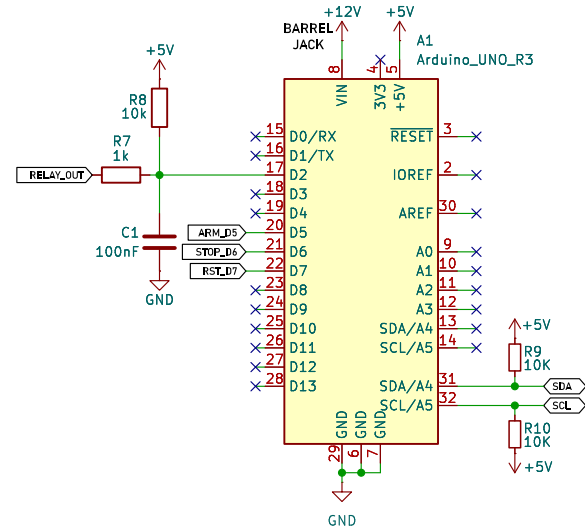 +12V
BARREL
JACK
+5V
A1
Arduino_UNO_R3
+5V
8
4
5
VIN
3V3
+5V
R8
10k
R7
1k
RELAY_OUT
C1
100nF
GND
15 D0/RX
16 D1/TX
17 D2
18 D3
19 D4
ARM_D5 20 D5
STOP_D6 21 D6
RST_D7 22 D7
23 D8
24 D9
25 D10
26 D11
27 D12
28 D13
RESET 3
IOREF 2
AREF 30
A0 9
A1 10
A2 11
A3 12
SDA/A4 13
SCL/A5 14
SDA/A4 31
SCL/A5 32
+5V
R9
10K
SDA
SCL
R10
10K
+5V
GND
GND
GND
29
6
7
GND